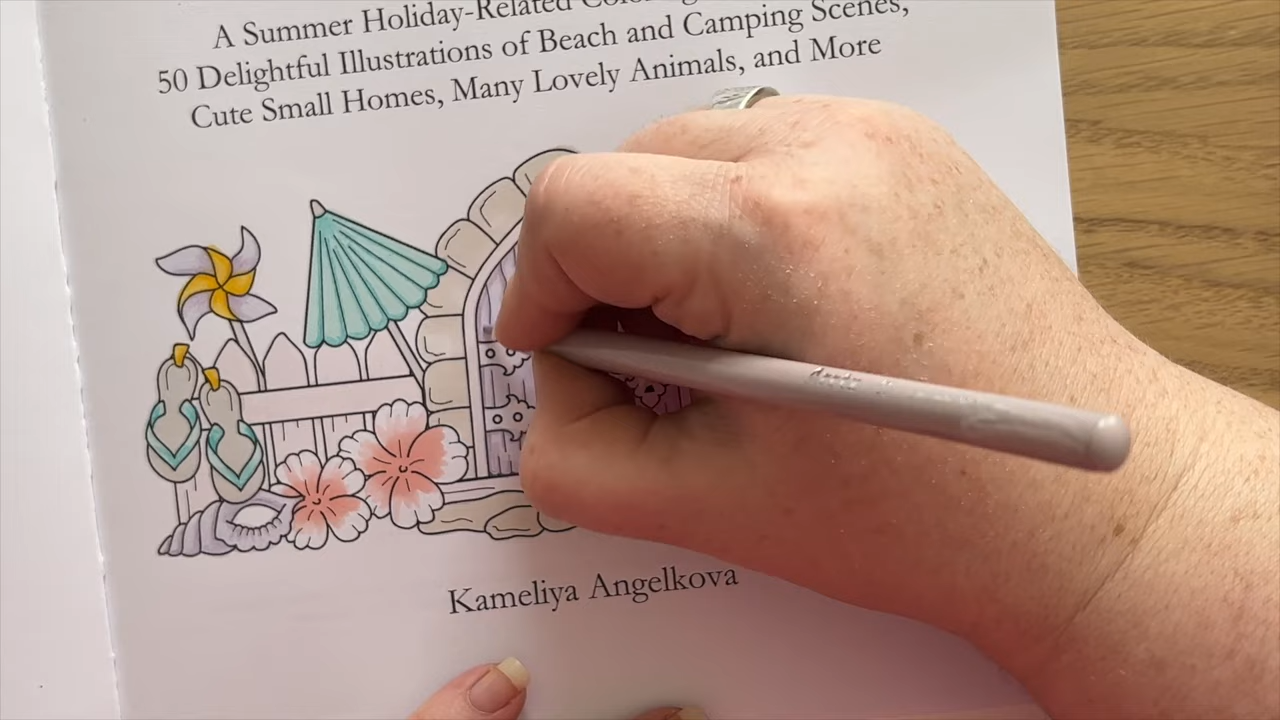 A Summer Holiday-Related
50 Delightful Illustrations of Beach and Camping Scenes,
Cute Small Homes, Many Lovely Animals, and More
Kameliya Angelkova